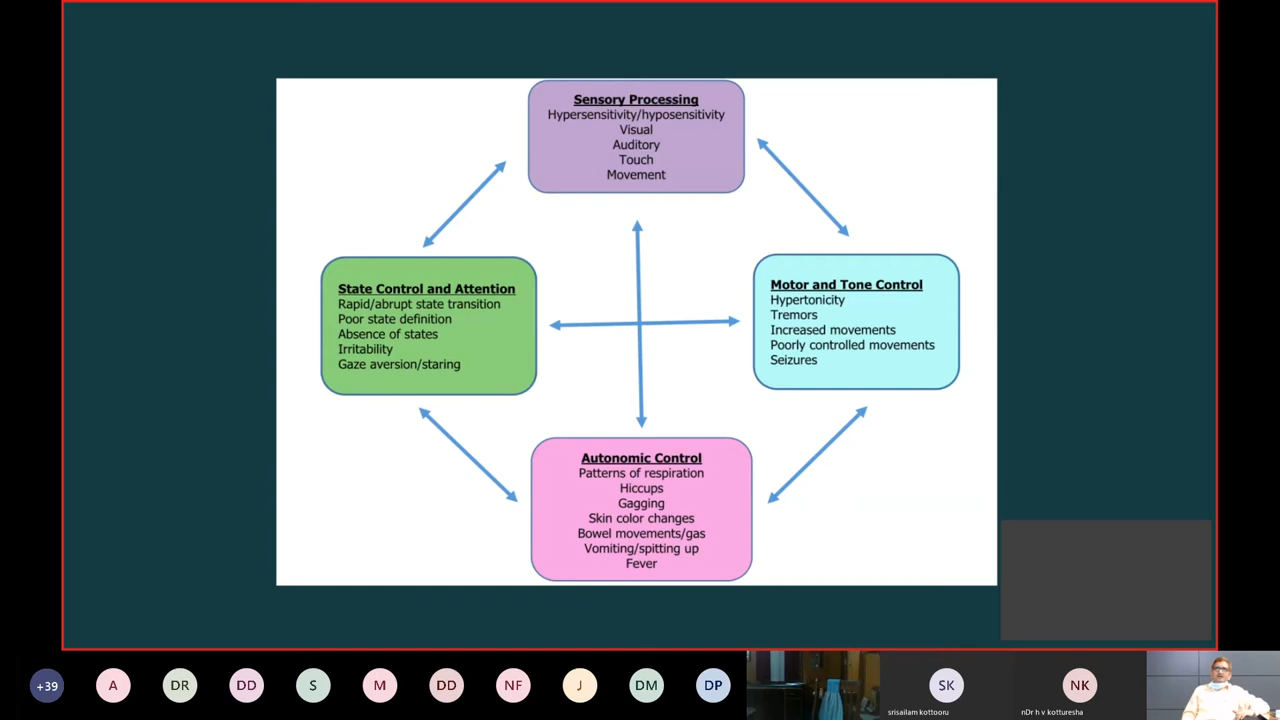 Sensory Processing
Hypersensitivity/hyposensitivity
Visual
Auditory
Touch
Movement
State Control and Attention
Rapid/abrupt state transition
Poor state definition
Absence of states
Irritability
Gaze aversion/staring
Motor and Tone Control
Hypertonicity
Tremors
Increased movements
Poorly controlled movements
Seizures
Autonomic Control
Patterns of respiration
Hiccups
Gagging
Skin color changes
Bowel movements/gas
Vomiting/spitting up
Fever
+39
A
DR
DD
S
M
DD
NF
J
DM
DP
SK
srisailam kottooru
NK
nDr h v kotturesha